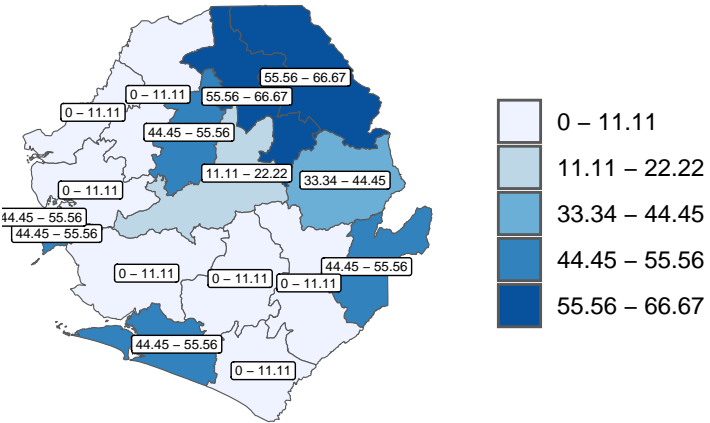 55.56 – 66.67
0 – 11.11
55.56 – 66.67
0 – 11.11
44.45 – 55.56
11.11 – 22.22
33.34 – 44.45
0 – 11.11
44.45 – 55.56
44.45 – 55.56
0 – 11.11
0 – 11.11
0 – 11.11
44.45 – 55.56
44.45 – 55.56
0 – 11.11
0 – 11.11
11.11 – 22.22
33.34 – 44.45
44.45 – 55.56
55.56 – 66.67